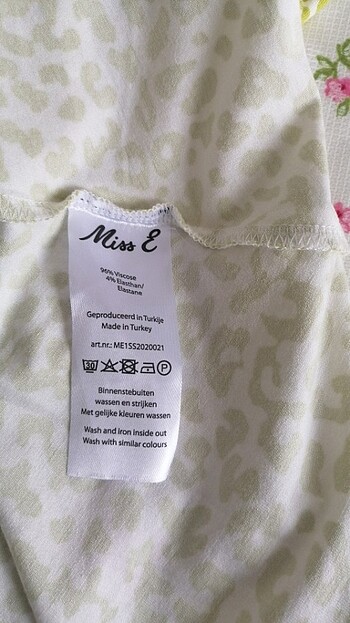 Miss E
96% Viscose
4% Elasthan/
Elastane
Geproduceerd in Turkije
Made in Turkey
art.nr.: ME1SS2020021
30
P
Binnenstebuiten
wassen en strijken
Met gelijke kleuren wassen
Wash and iron inside out
Wash with similar colours